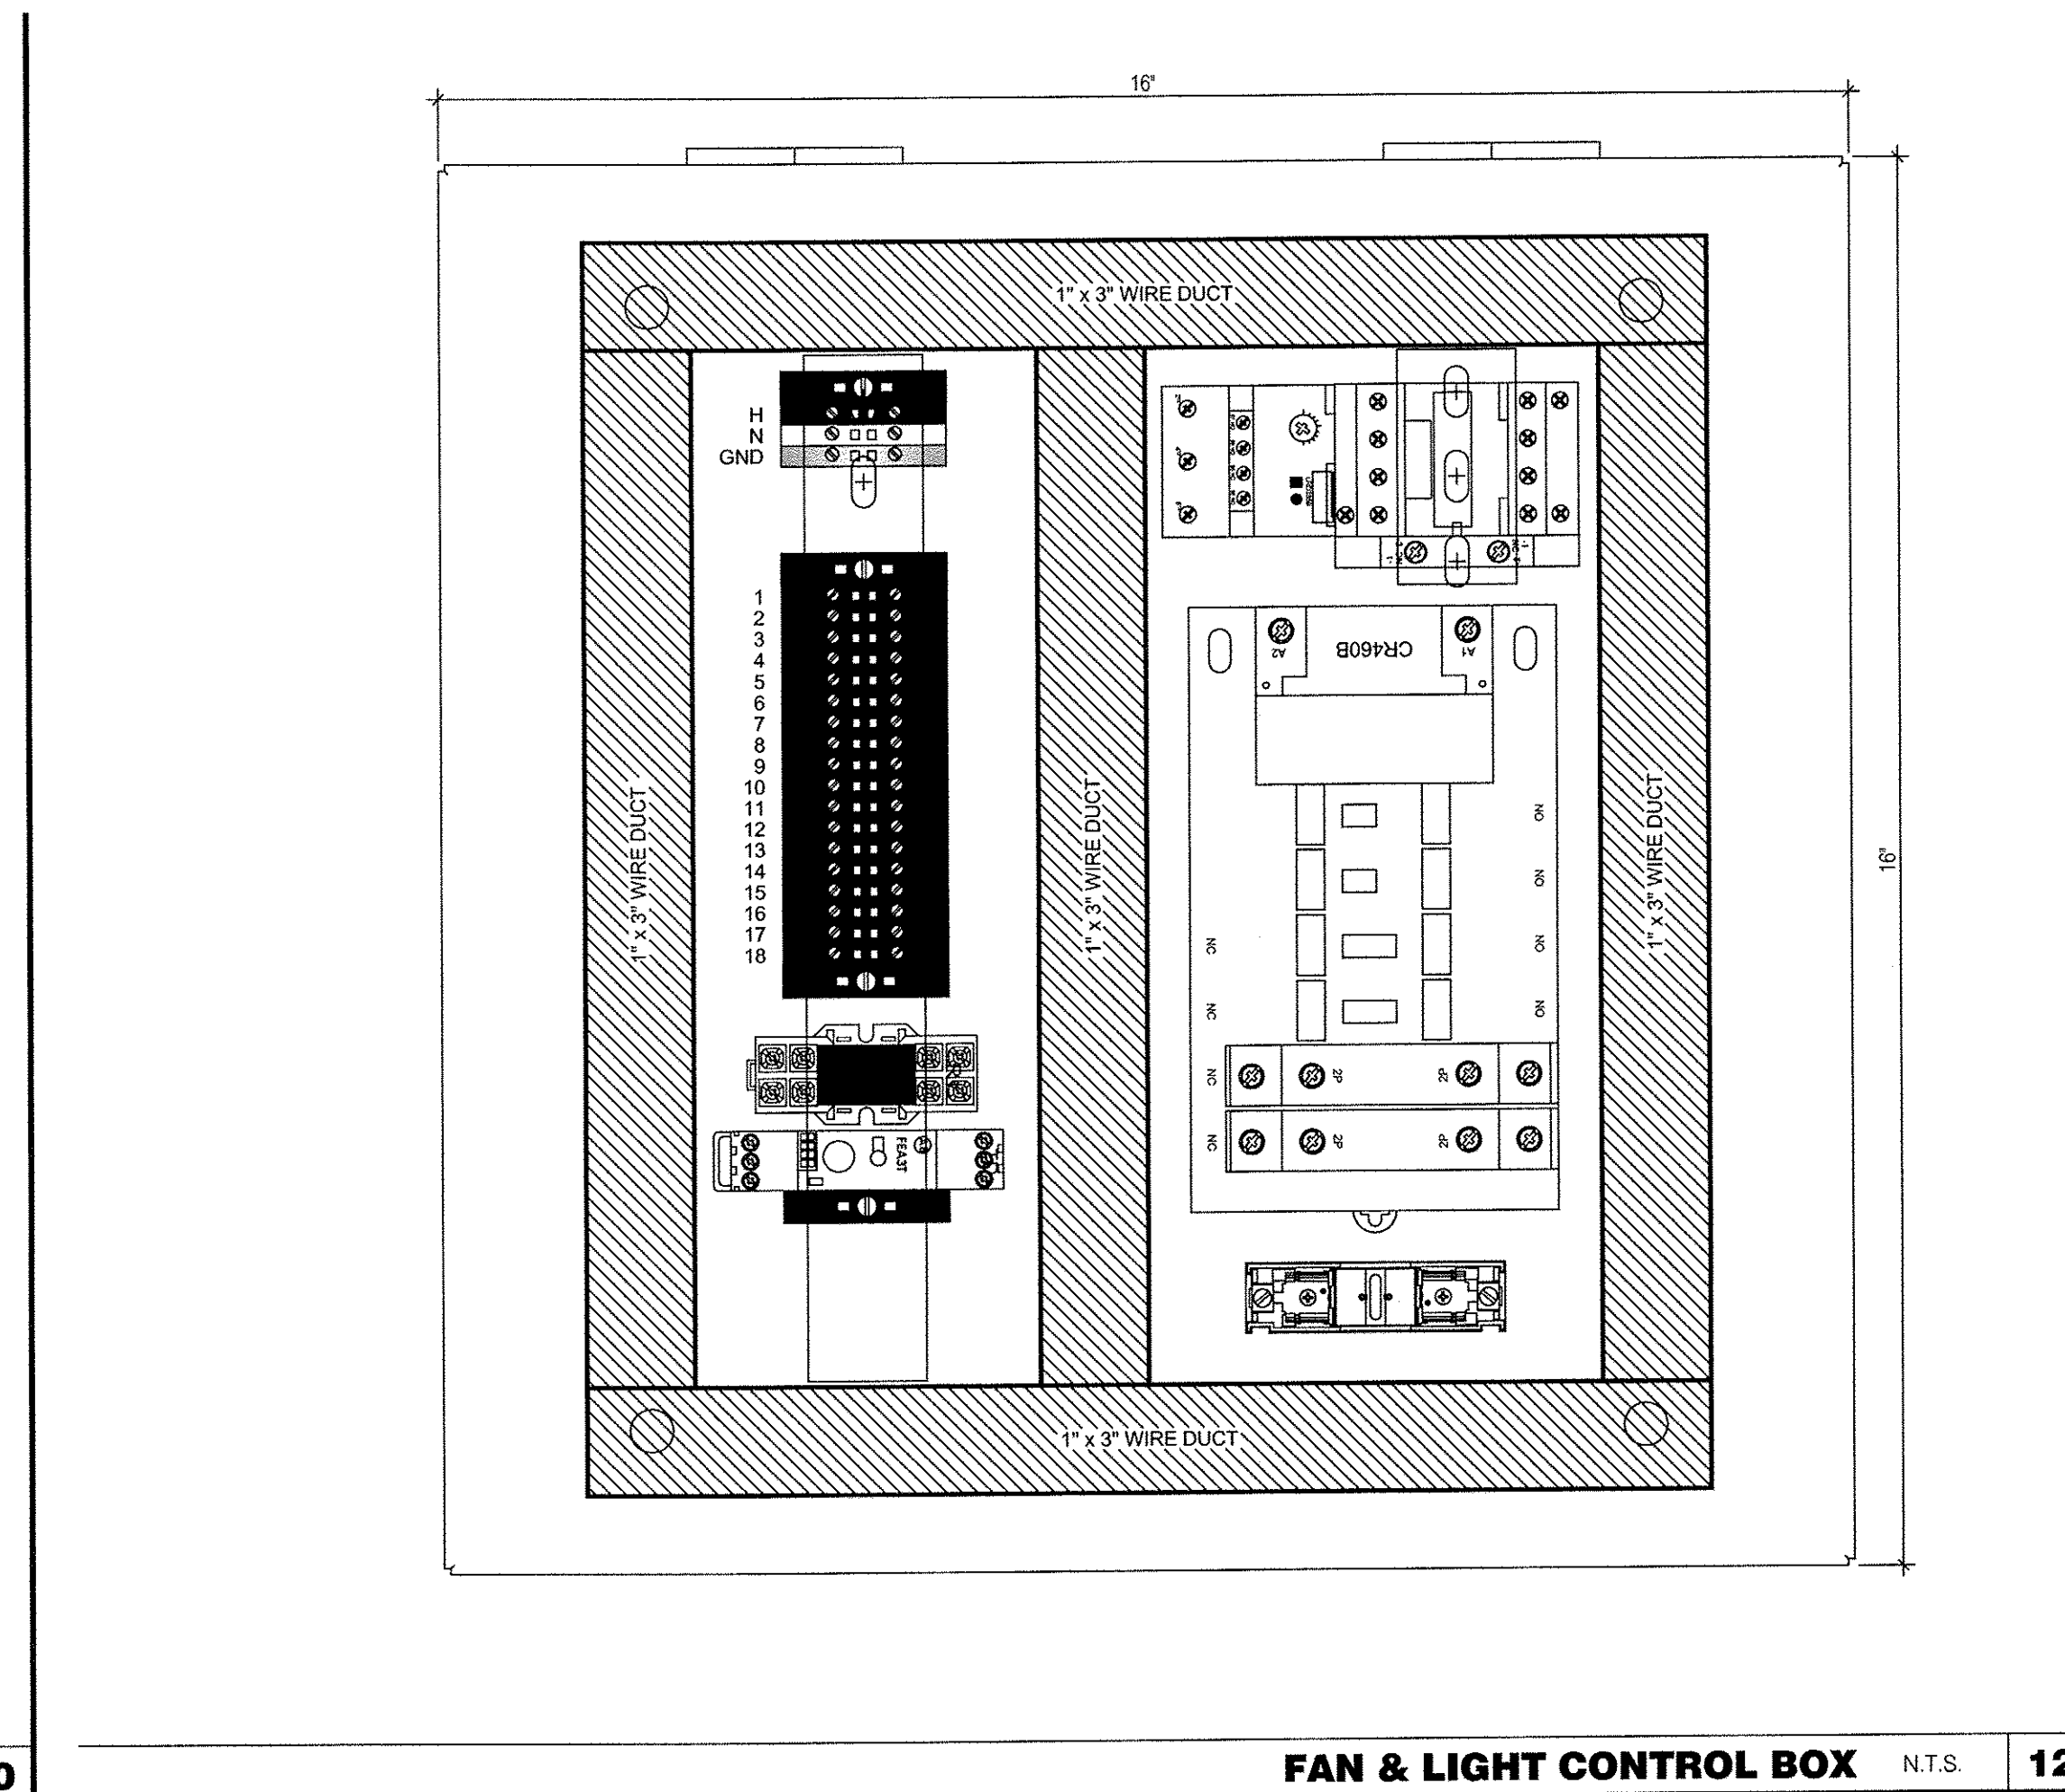 16"
1" x 3" WIRE DUCT
H
N
GND
1
2
3
4
5
6
7
8
9
10
11
12
13
14
15
16
17
18
A2
CR460B
A1
1" x 3" WIRE DUCT
1" x 3" WIRE DUCT
1" x 3" WIRE DUCT
16"
NO
NO
NC
NO
NC
NO
NC
2P
2P
NC
2P
2P
FEA3T
1" x 3" WIRE DUCT
FAN & LIGHT CONTROL BOX
N.T.S.
12
0